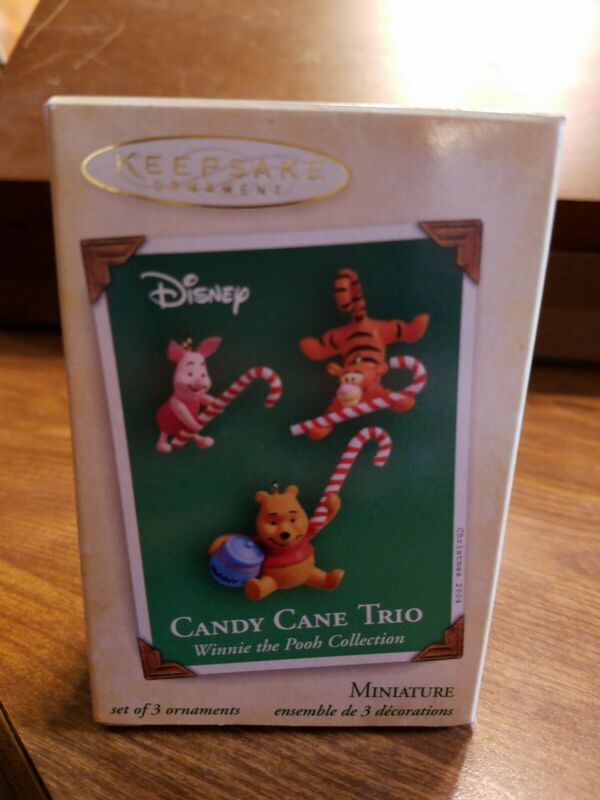 KEEPSAKE
ORNAMENT
Disney
Christmas 2004
CANDY CANE TRIO
Winnie the Pooh Collection
MINIATURE
set of 3 ornaments
ensemble de 3 décorations